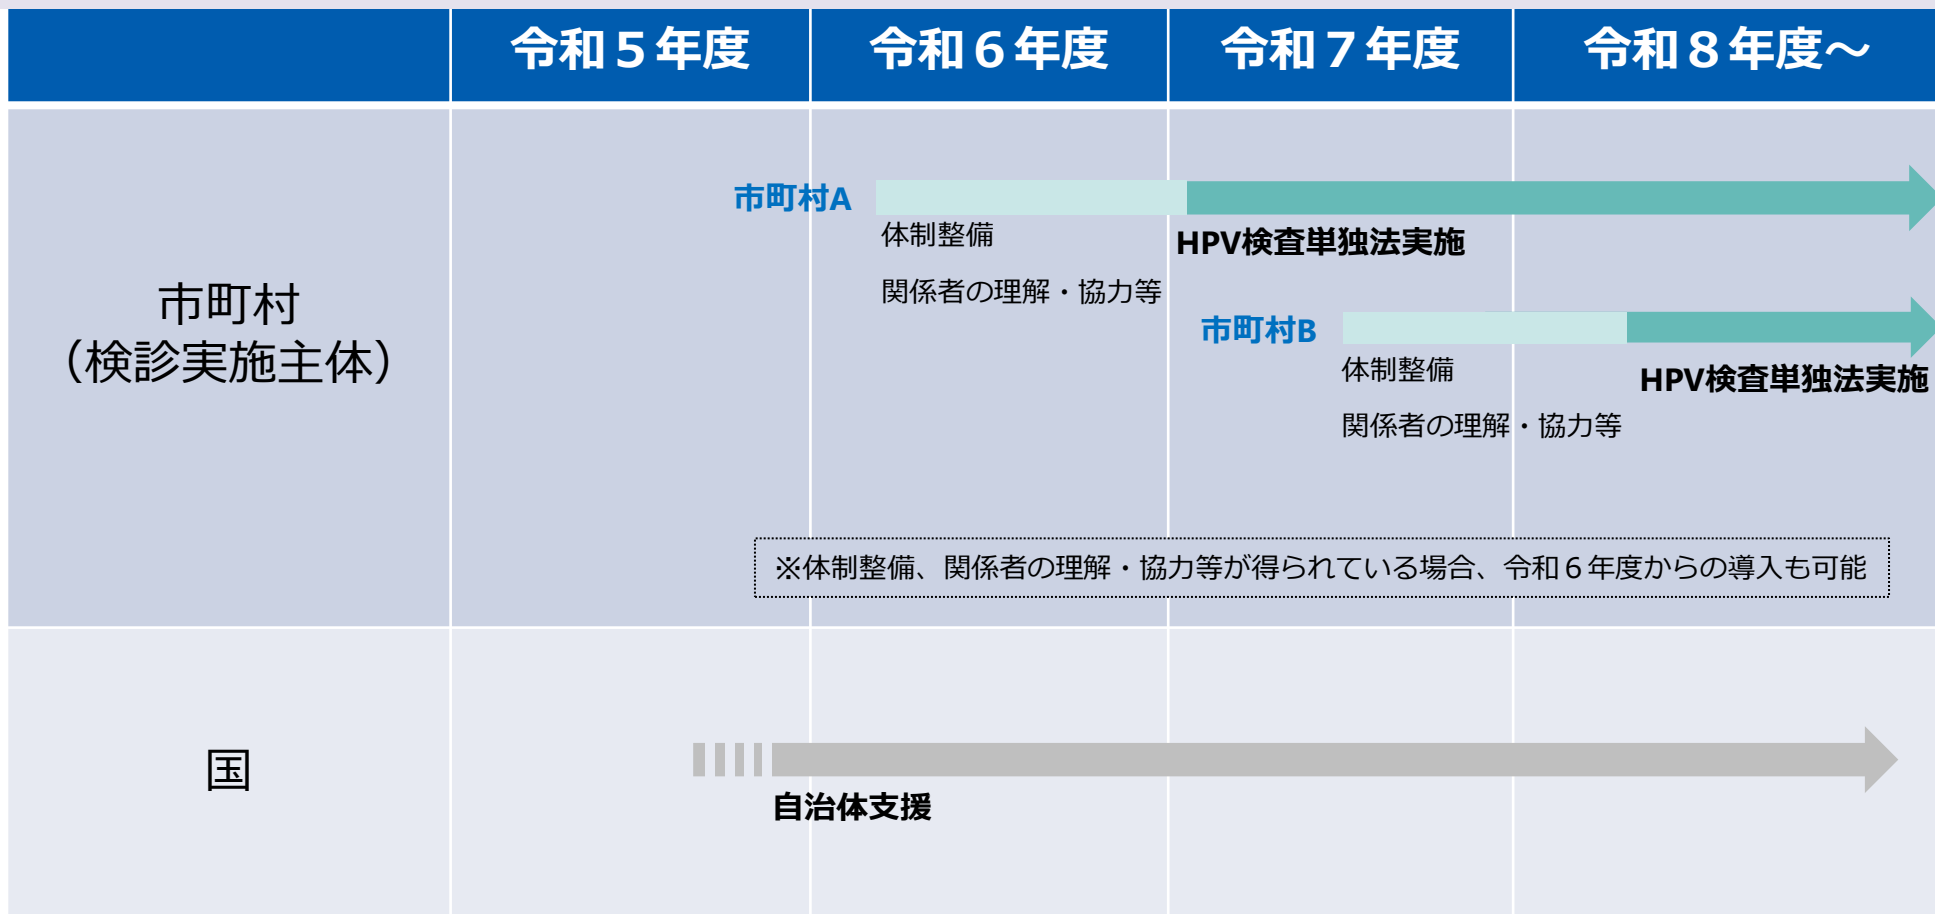 令和５年度
令和６年度
令和７年度
令和８年度～
市町村
（検診実施主体）
市町村A
体制整備
関係者の理解・協力等
HPV検査単独法実施
市町村B
体制整備
関係者の理解・協力等
HPV検査単独法実施
※体制整備、関係者の理解・協力等が得られている場合、令和６年度からの導入も可能
国
自治体支援